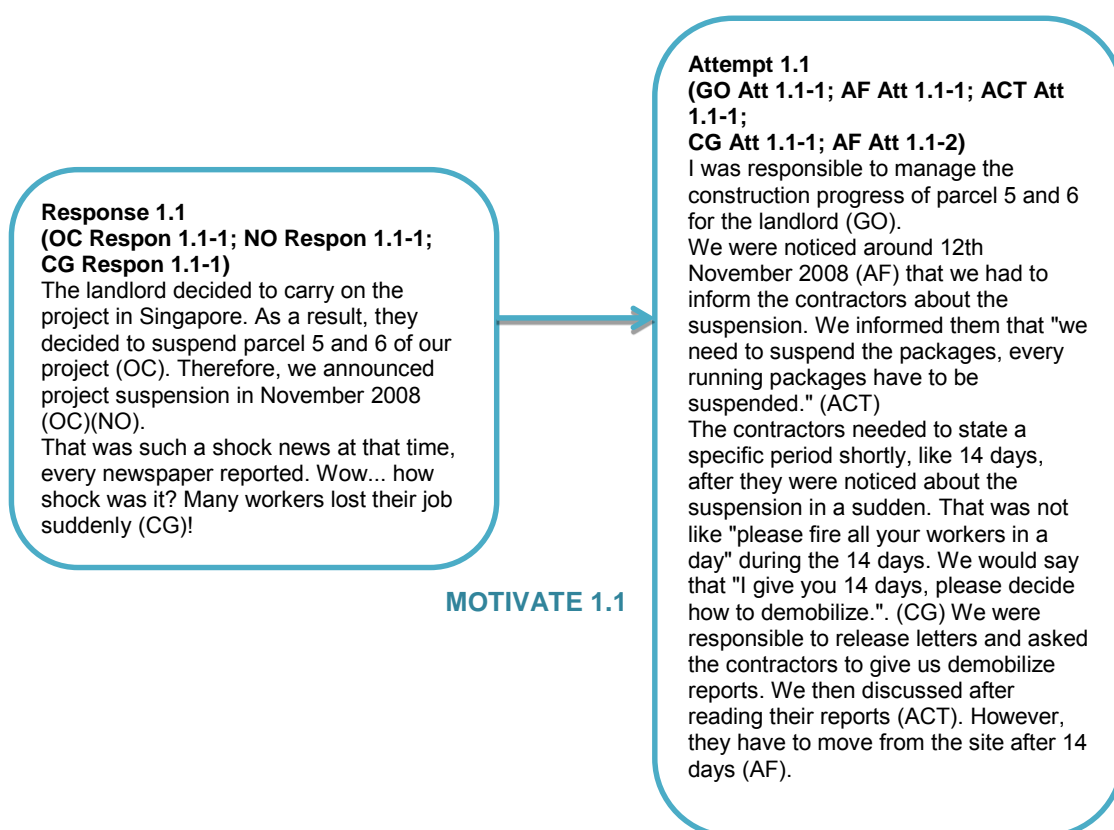 Response 1.1
(OC Respon 1.1-1; NO Respon 1.1-1;
CG Respon 1.1-1)
The landlord decided to carry on the
project in Singapore. As a result, they
decided to suspend parcel 5 and 6 of our
project (OC). Therefore, we announced
project suspension in November 2008
(OC)(NO).
That was such a shock news at that time,
every newspaper reported. Wow... how
shock was it? Many workers lost their job
suddenly (CG)!
MOTIVATE 1.1
Attempt 1.1
(GO Att 1.1-1; AF Att 1.1-1; ACT Att
1.1-1;
CG Att 1.1-1; AF Att 1.1-2)
I was responsible to manage the
construction progress of parcel 5 and 6
for the landlord (GO).
We were noticed around 12th
November 2008 (AF) that we had to
inform the contractors about the
suspension. We informed them that "we
need to suspend the packages, every
running packages have to be
suspended." (ACT)
The contractors needed to state a
specific period shortly, like 14 days,
after they were noticed about the
suspension in a sudden. That was not
like "please fire all your workers in a
day" during the 14 days. We would say
that "I give you 14 days, please decide
how to demobilize.". (CG) We were
responsible to release letters and asked
the contractors to give us demobilize
reports. We then discussed after
reading their reports (ACT). However,
they have to move from the site after 14
days (AF).